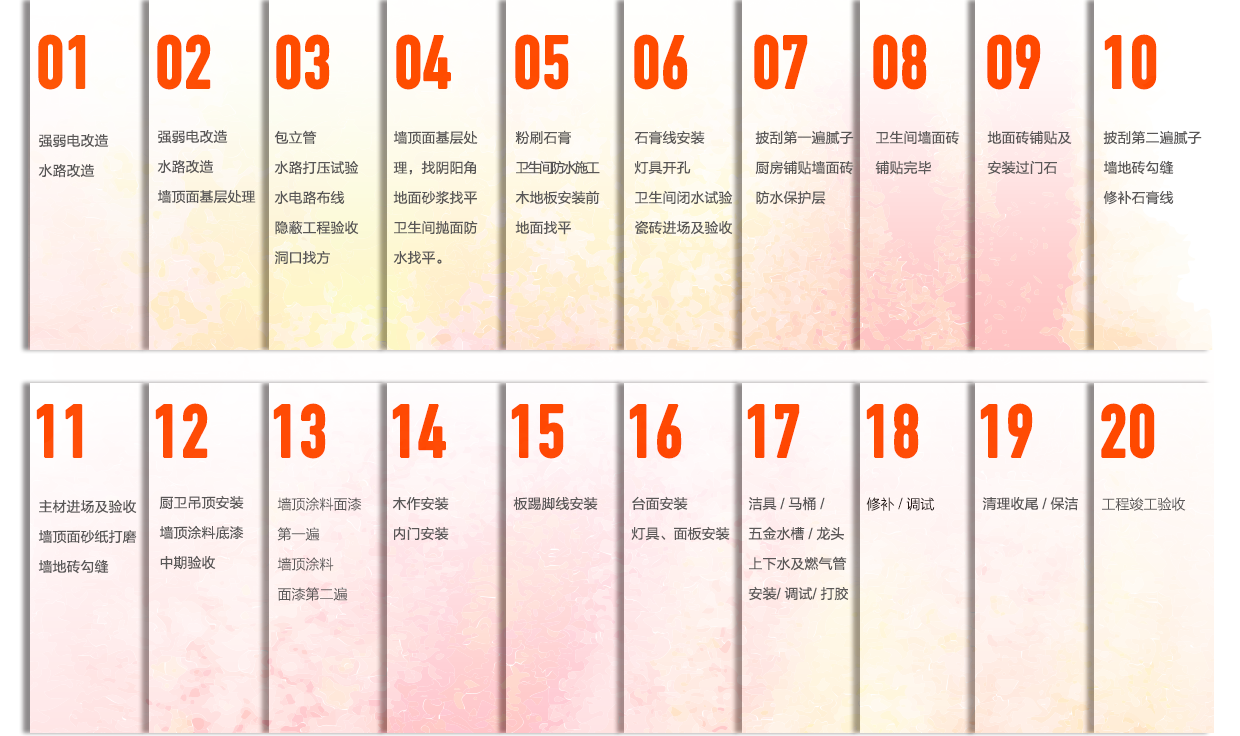 01
强弱电改造
水路改造
02
强弱电改造
水路改造
墙顶面基层处理
03
包立管
水路打压试验
水电路布线
隐蔽工程验收
洞口找方
04
墙顶面基层处
理，找阴阳角
地面砂浆找平
卫生间抛面防
水找平。
05
粉刷石膏
卫生间防水施工
木地板安装前
地面找平
06
石膏线安装
灯具开孔
卫生间闭水试验
瓷砖进场及验收
07
披刮第一遍腻子
厨房铺贴墙面砖
防水保护层
08
卫生间墙面砖
铺贴完毕
09
地面砖铺贴及
安装过门石
10
披刮第二遍腻子
墙地砖勾缝
修补石膏线
11
主材进场及验收
墙顶面砂纸打磨
墙地砖勾缝
12
厨卫吊顶安装
墙顶涂料底漆
中期验收
13
墙顶涂料面漆
第一遍
墙顶涂料
面漆第二遍
14
木作安装
内门安装
15
板踢脚线安装
16
台面安装
灯具、面板安装
17
洁具 / 马桶 /
五金水槽 / 龙头
上下水及燃气管
安装/ 调试/ 打胶
18
修补 / 调试
19
清理收尾 / 保洁
20
工程竣工验收